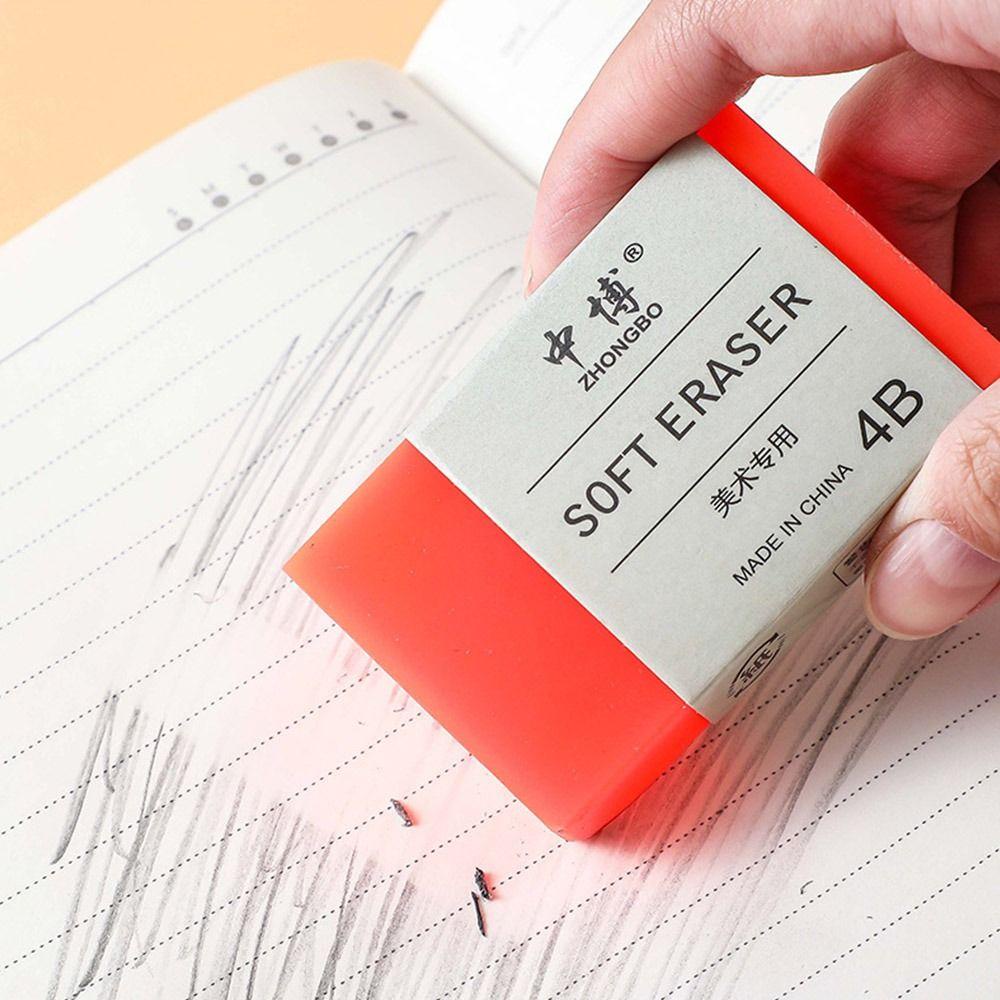 S M T W T F S
中博®
ZHONGBO
SOFT ERASER
美术专用
4B
MADE IN CHINA